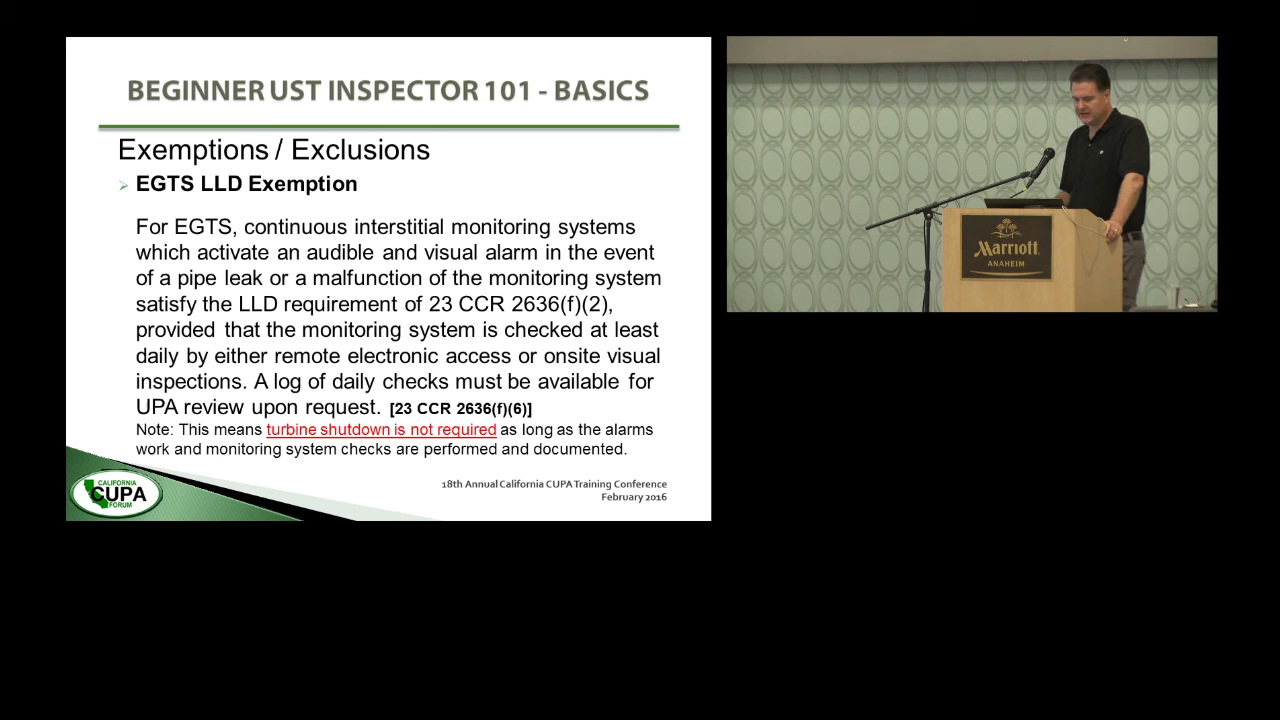 BEGINNER UST INSPECTOR 101 - BASICS
Exemptions / Exclusions
EGTS LLD Exemption
For EGTS, continuous interstitial monitoring systems
which activate an audible and visual alarm in the event
of a pipe leak or a malfunction of the monitoring system
satisfy the LLD requirement of 23 CCR 2636(f)(2),
provided that the monitoring system is checked at least
daily by either remote electronic access or onsite visual
inspections. A log of daily checks must be available for
UPA review upon request. [23 CCR 2636(f)(6)]
Note: This means turbine shutdown is not required as long as the alarms
work and monitoring system checks are performed and documented.
CALIFORNIA
CUPA
FORUM
18th Annual California CUPA Training Conference
February 2016
Marriott
ANAHEIM